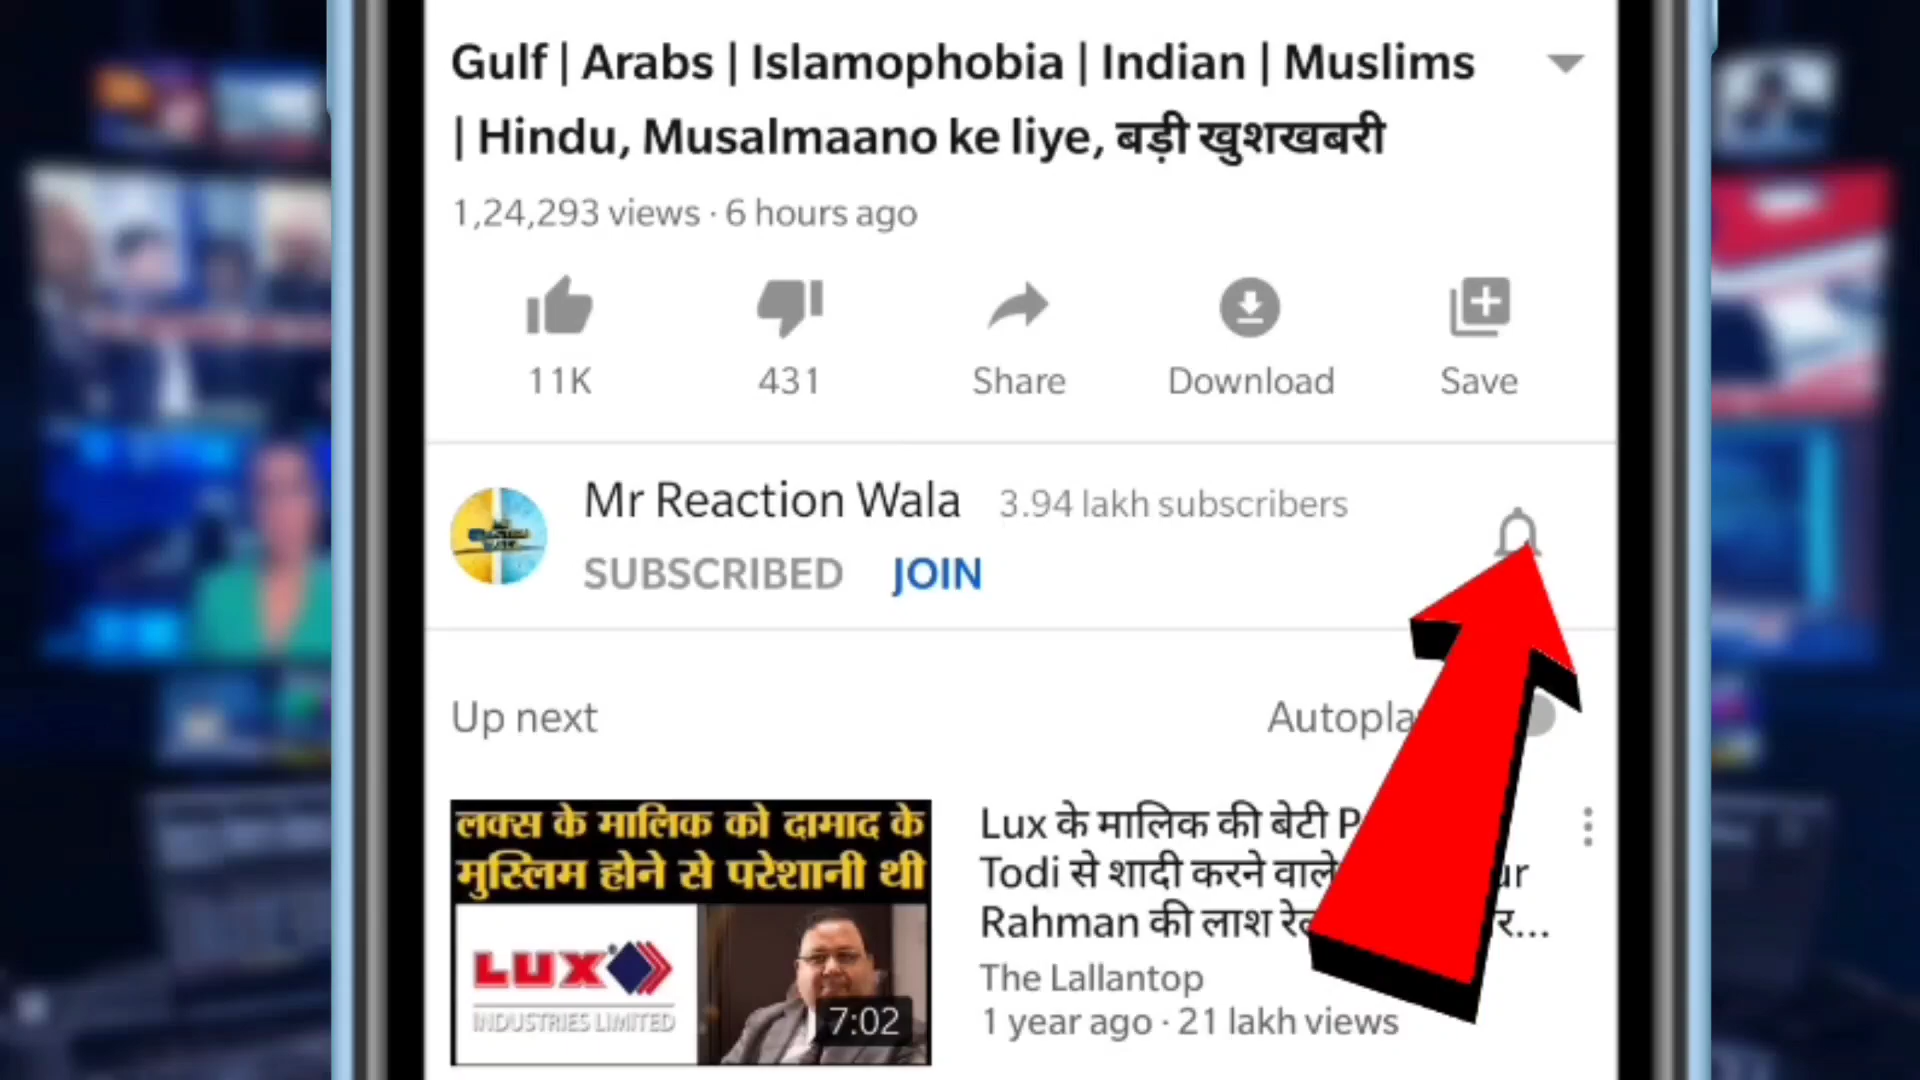 Gulf | Arabs | Islamophobia | Indian | Muslims
| Hindu, Musalmaano ke liye, बड़ी खुशखबरी
1,24,293 views · 6 hours ago
11K
431
Share
Download
Save
Mr Reaction Wala 3.94 lakh subscribers
SUBSCRIBED JOIN
Up next
लक्स के मालिक को दामाद के
मुस्लिम होने से परेशानी थी
LUX
INDUSTRIES LIMITED
7:02
Lux के मालिक की बेटी
Todi से शादी करने वाले
Rahman की लाश
The Lallantop
1 year ago · 21 lakh views